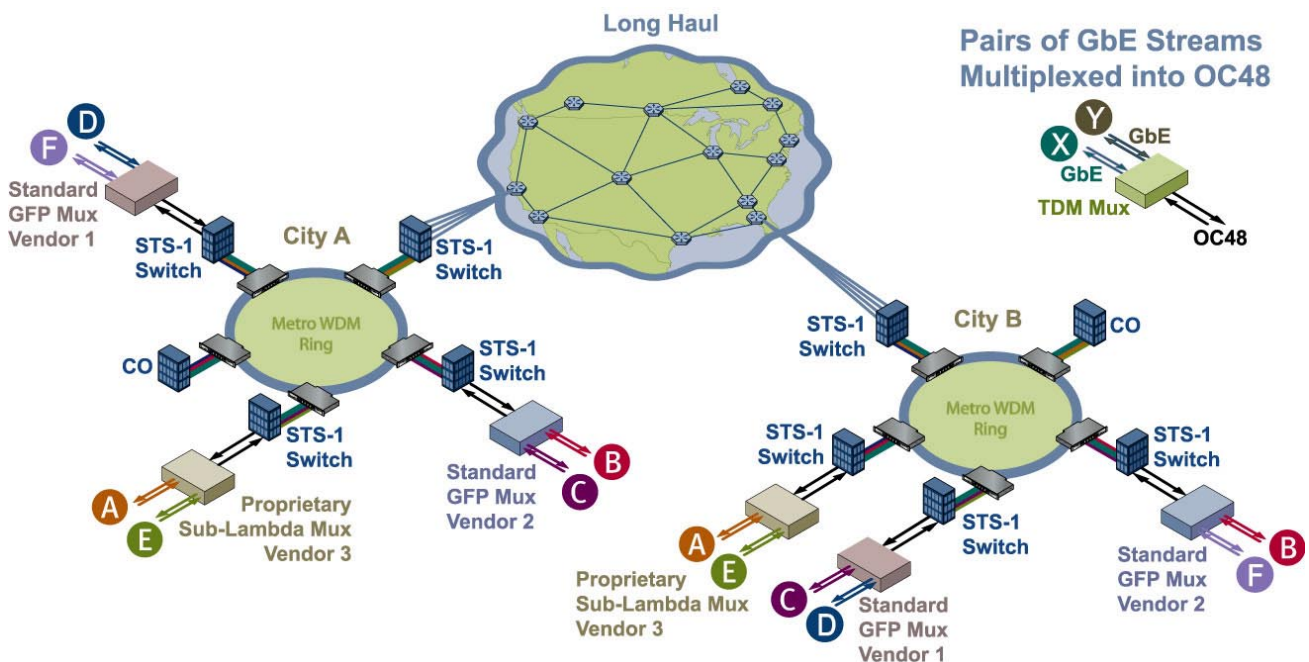 Long Haul
Pairs of GbE Streams
Multiplexed into OC48
Y
GbE
X
GbE
TDM Mux
OC48
D
F
Standard
GFP Mux
Vendor 1
STS-1
Switch
City A
STS-1
Switch
Metro WDM
Ring
CO
STS-1
Switch
STS-1
Switch
A
E
Proprietary
Sub-Lambda Mux
Vendor 3
Standard
GFP Mux
Vendor 2
B
C
STS-1
Switch
City B
CO
Metro WDM
Ring
STS-1
Switch
STS-1
Switch
STS-1
Switch
A
E
Proprietary
Sub-Lambda Mux
Vendor 3
C
D
Standard
GFP Mux
Vendor 1
Standard
GFP Mux
Vendor 2
B
F